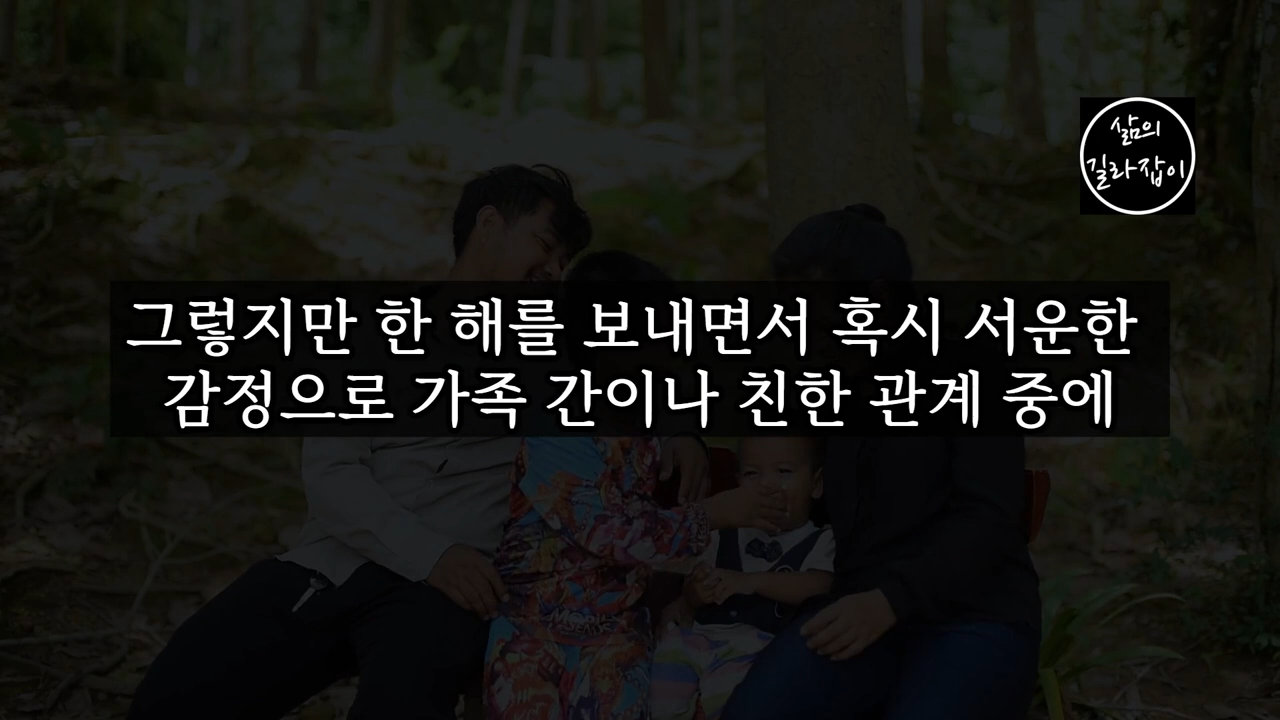 삶의
길라잡이
그렇지만 한 해를 보내면서 혹시 서운한
감정으로 가족 간이나 친한 관계 중에